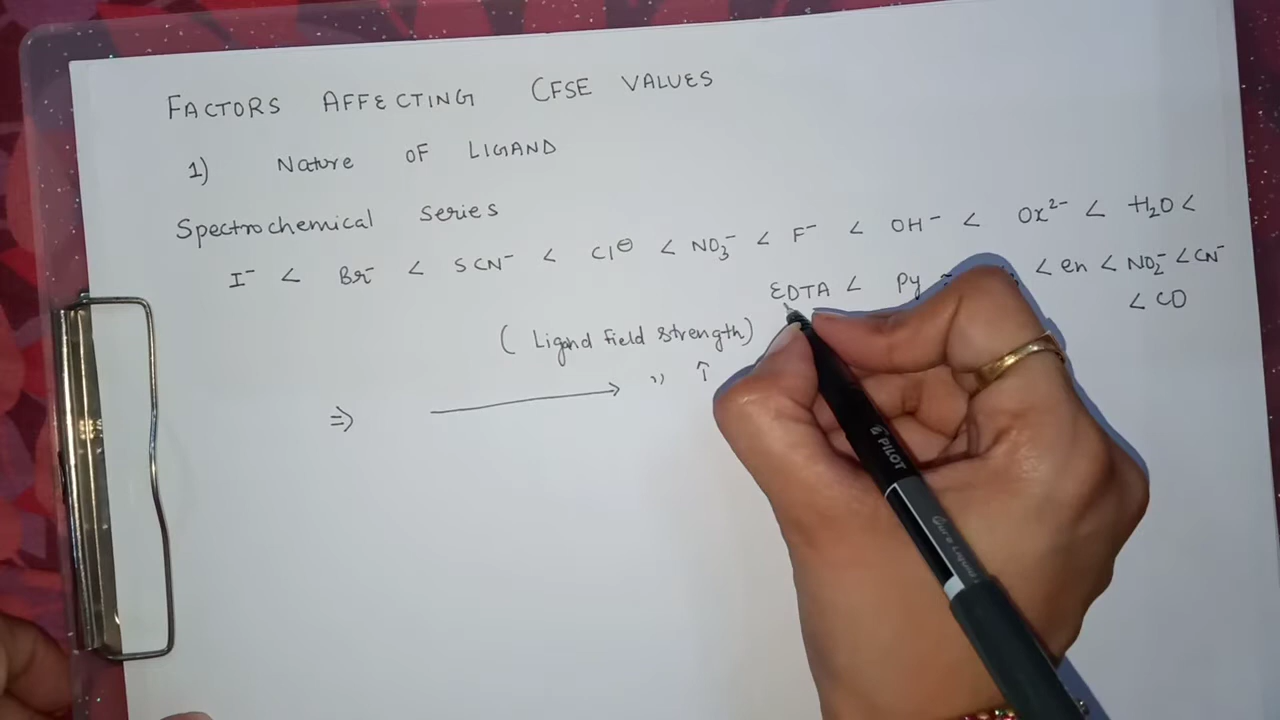 FACTORS AFFECTING CFSE VALUES
1) Nature OF LIGAND
Spectrochemical series
I⁻ < Br⁻ < SCN⁻ < Cl⊖ < NO₃⁻ < F⁻ < OH⁻ < Ox²⁻ < H₂O <
EDTA < Py < en < NO₂⁻ < CN⁻
< CO
( Ligand field strength)
⇒ ⟶ ,, ↑
PILOT